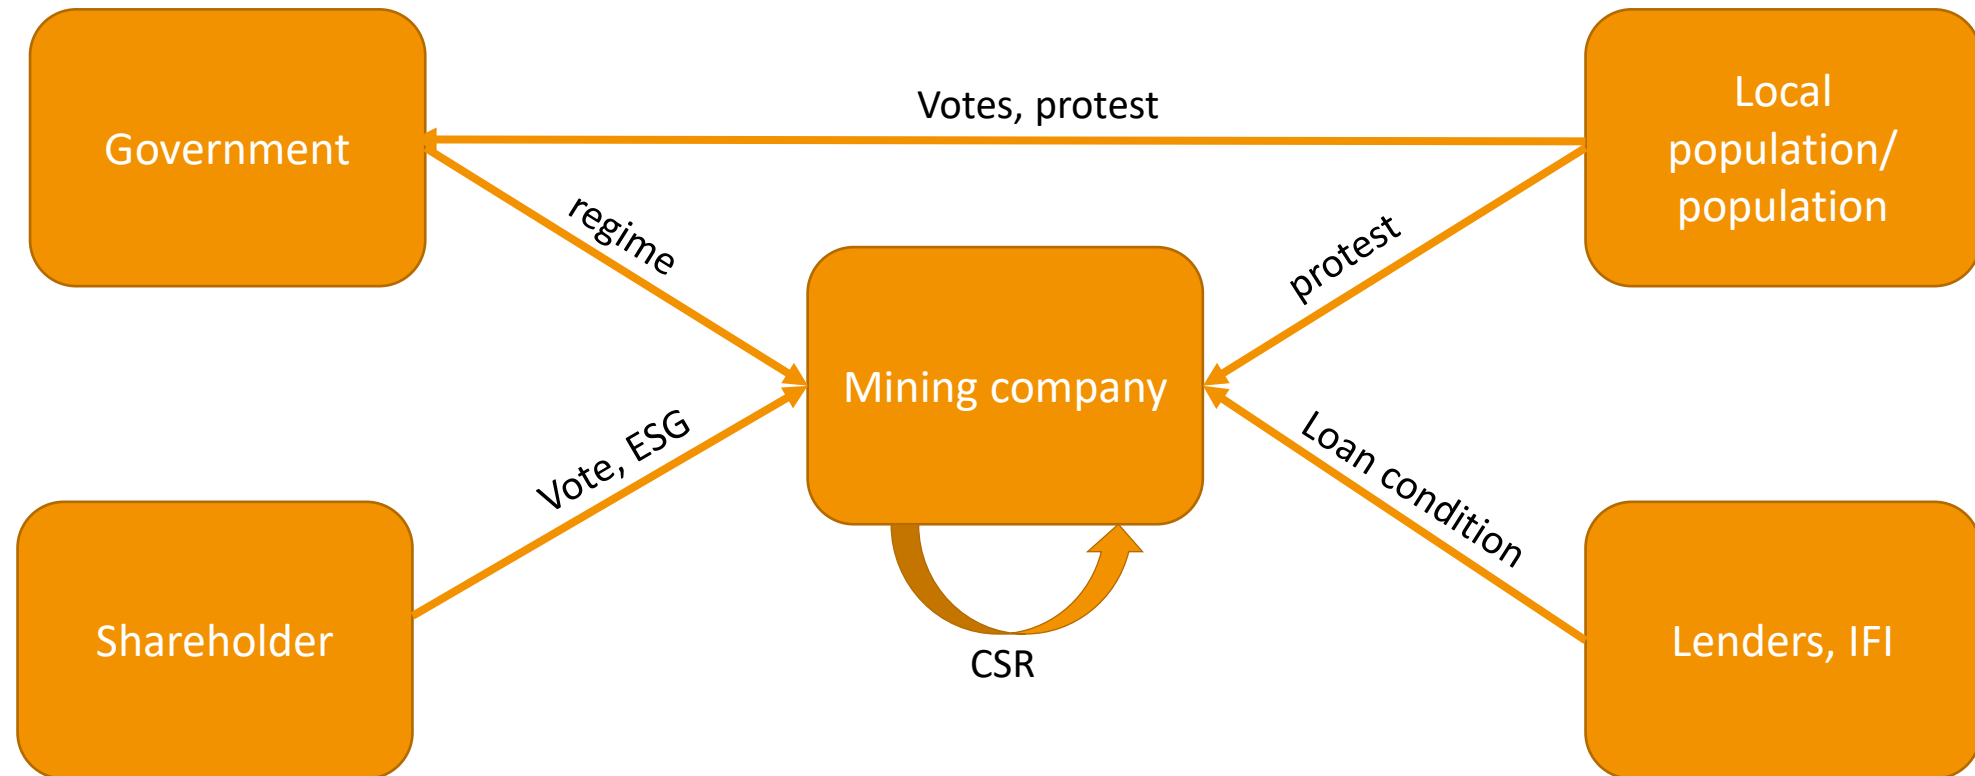 Government
Votes, protest
Local
population/
population
regime
protest
Mining company
Vote, ESG
Loan condition
Shareholder
CSR
Lenders, IFI